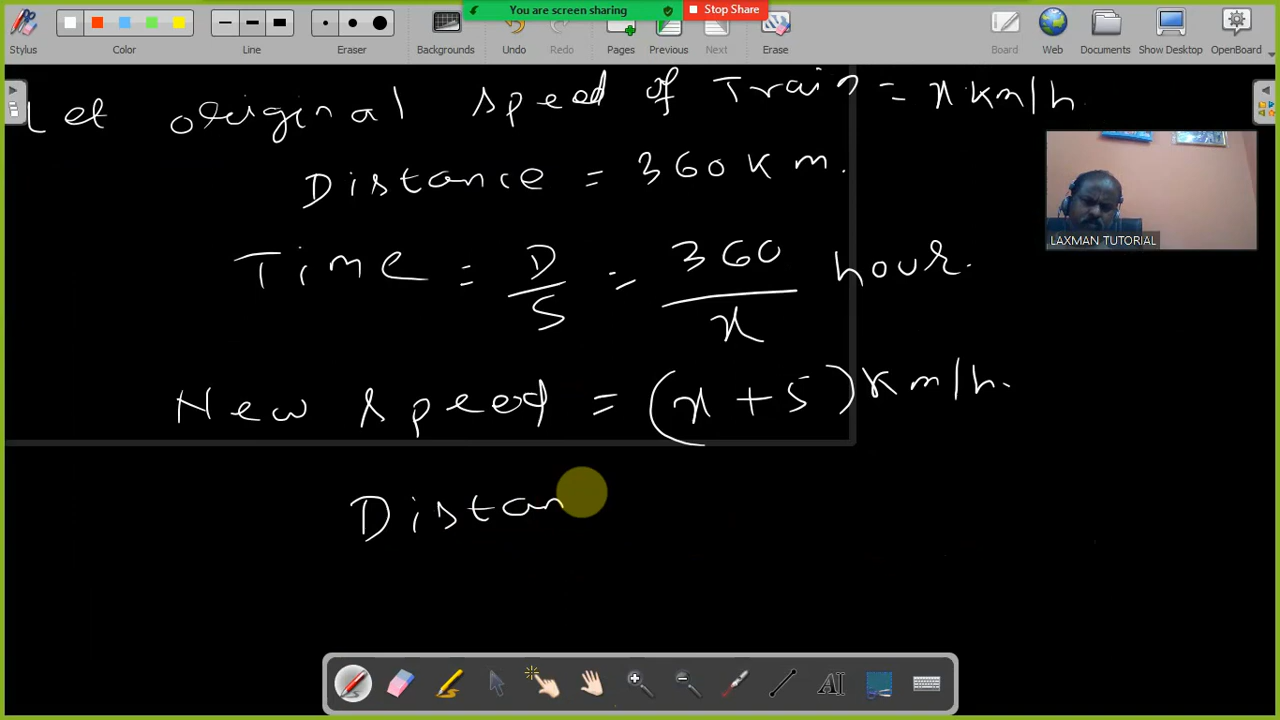 You are screen sharing Stop Share
Stylus Color Line Eraser Backgrounds Undo Redo Pages Previous Next Erase Board Web Documents Show Desktop OpenBoard
Let original speed of Train = x km/h
Distance = 360 km.
Time = D/S = 360/x hour.
New speed = (x + 5) km/h.
Distan
LAXMAN TUTORIAL
AI